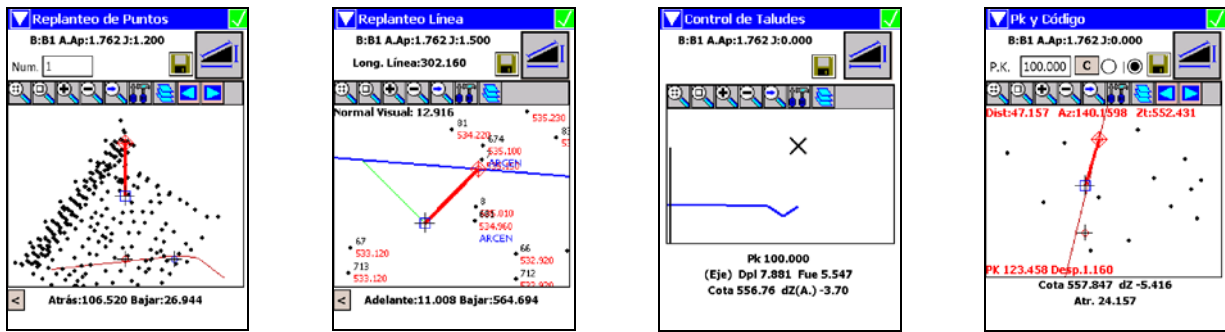 Replanteo de Puntos
B:B1 A.Ap:1.762 J:1.200
Num. 1
<
Atrás:106.520 Bajar:26.944
Replanteo Línea
B:B1 A.Ap:1.762 J:1.500
Long. Línea:302.160
Normal Visual: 12.916
535.230
81
534.220
674
535.100
83
ARCEN
8
685
534.960
ARCEN
67
533.120
713
533.120
66
532.920
712
532.920
<
Adelante:11.008 Bajar:564.694
Control de Taludes
B:B1 A.Ap:1.762 J:0.000
Pk 100.000
(Eje) Dpl 7.881 Fue 5.547
Cota 556.76 dZ(A.) -3.70
Pk y Código
B:B1 A.Ap:1.762 J:0.000
P.K. 100.000 C I
Dist:47.157 Az:140.1598 Zt:552.431
PK 123.458 Desp.1.160
Cota 557.847 dZ -5.416
Atr. 24.157